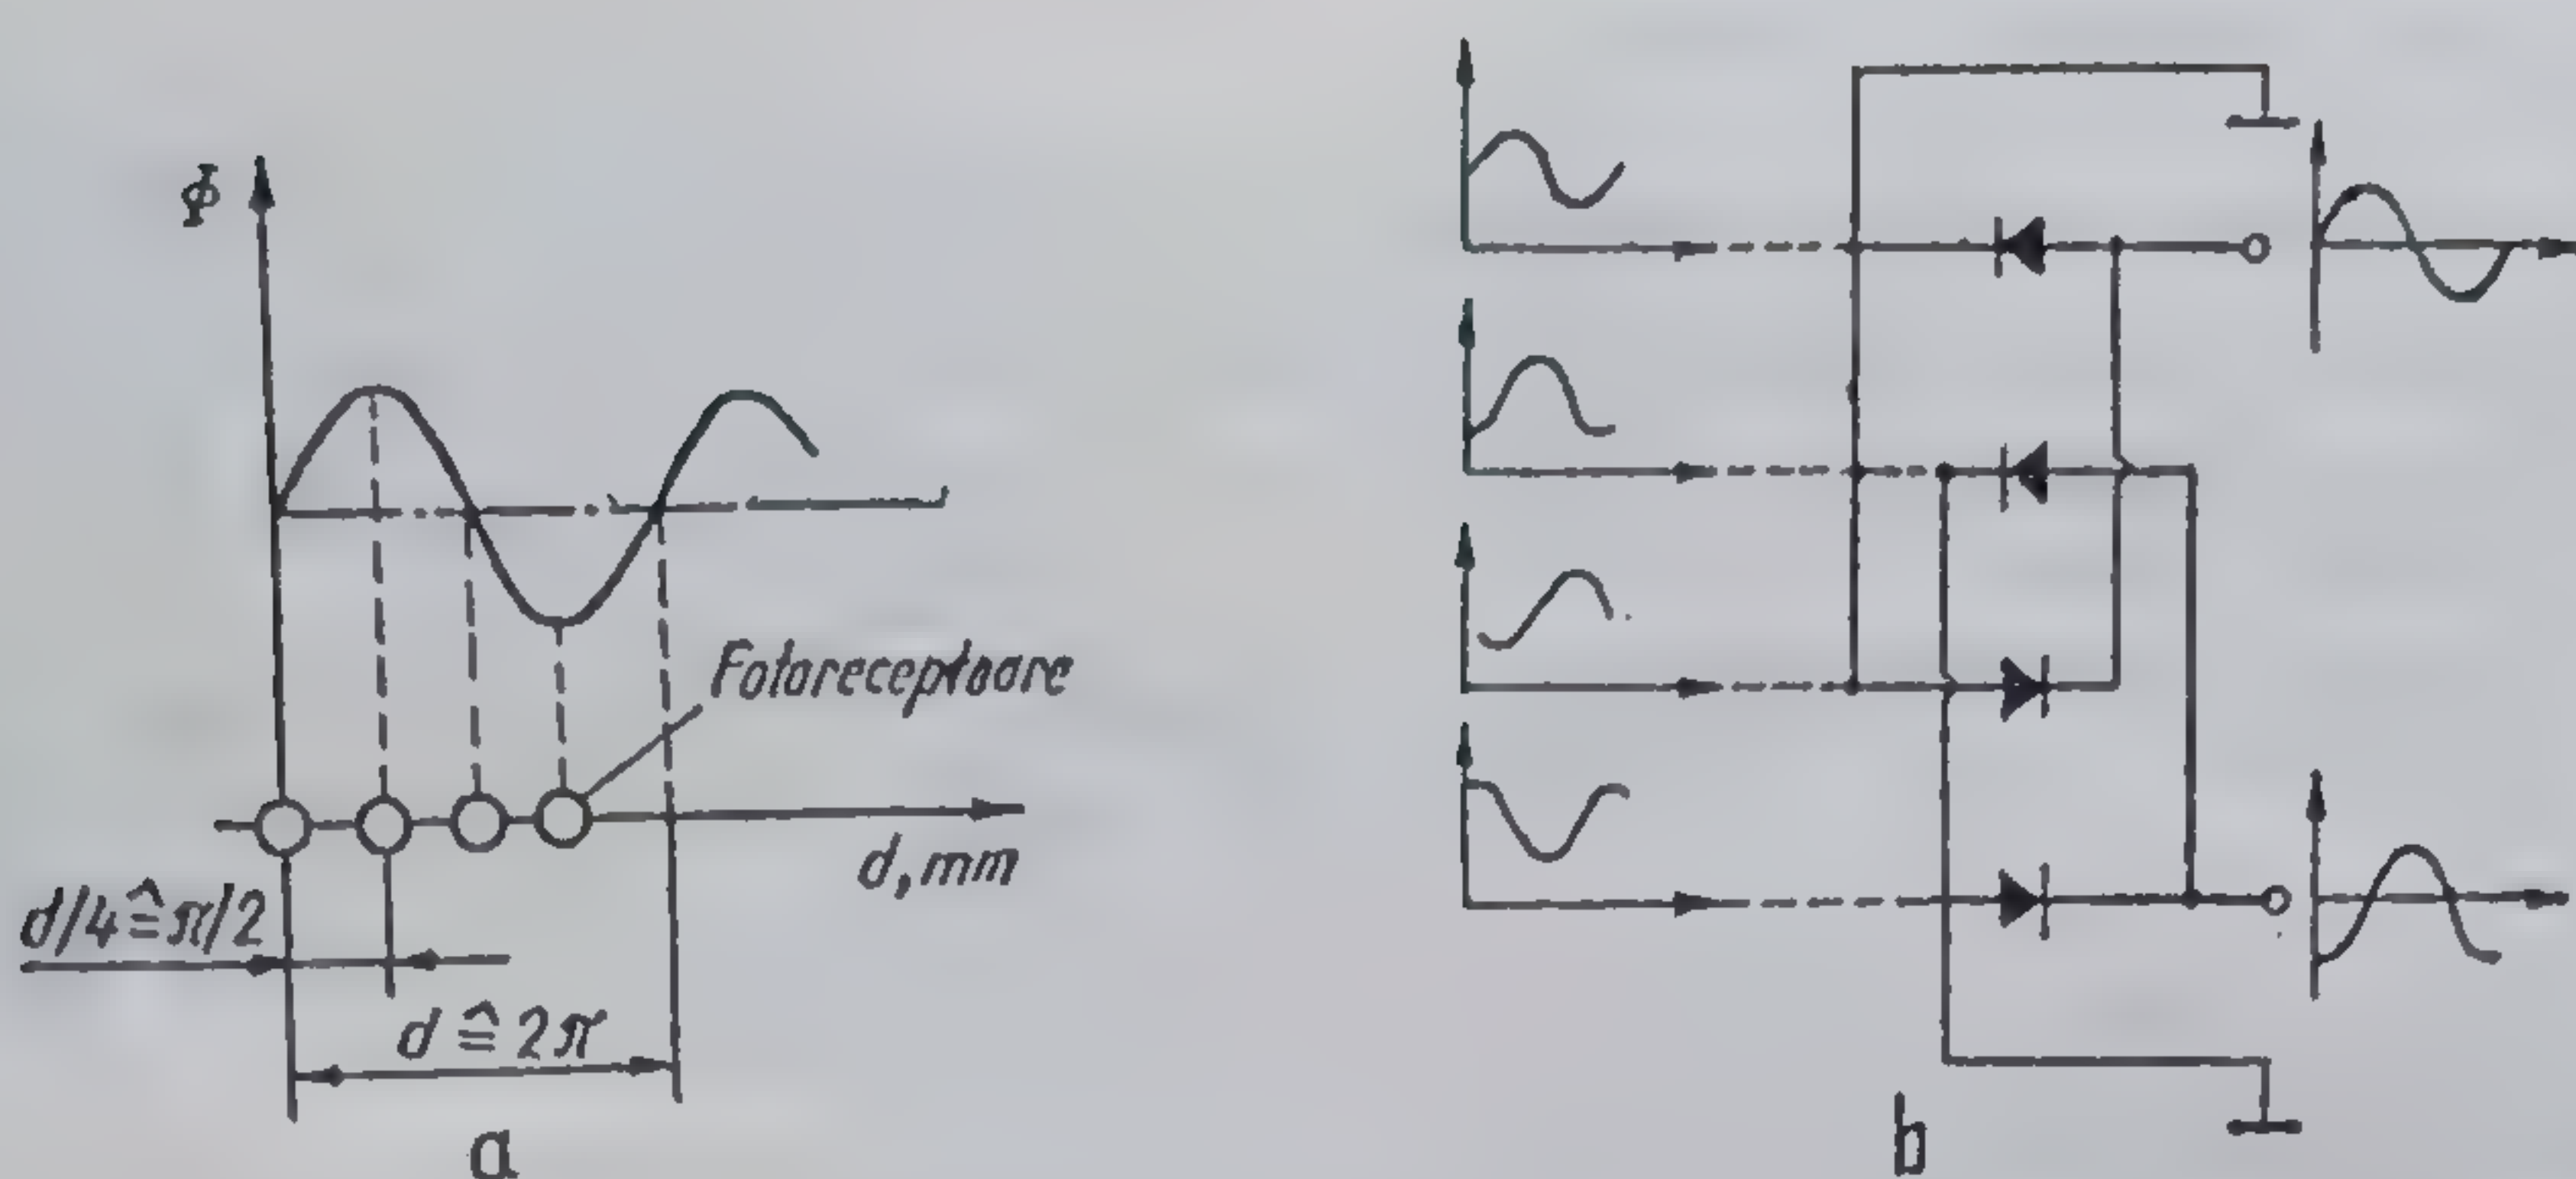 Φ
Fotoreceptoare
d, mm
d/4 ≙ π/2
d ≙ 2π
a
b